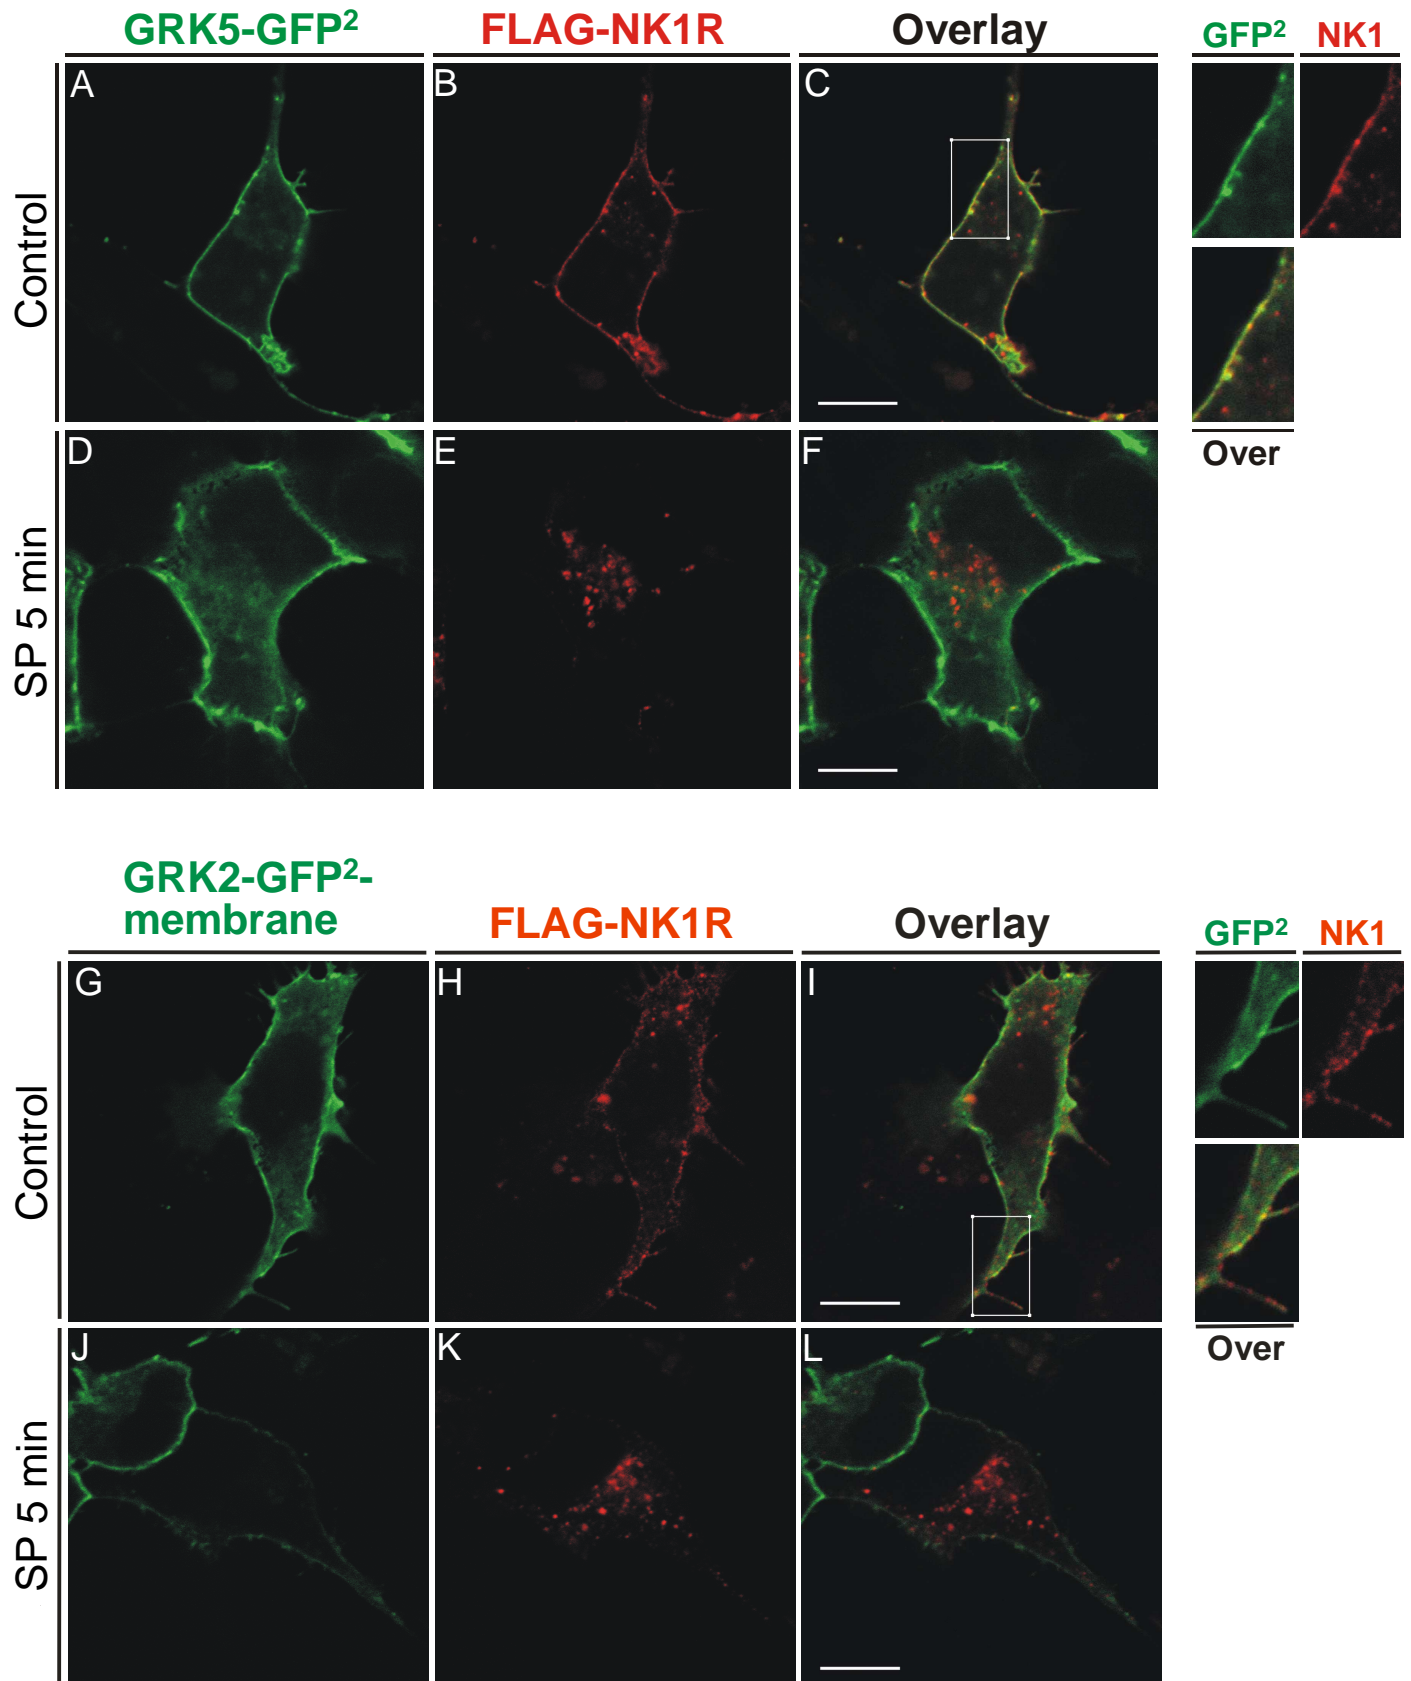 GRK5-GFP² FLAG-NK1R Overlay GFP² NK1
Control
A B C
Over
SP 5 min
D E F
GRK2-GFP²-
membrane FLAG-NK1R Overlay GFP² NK1
Control
G H I
Over
SP 5 min
J K L